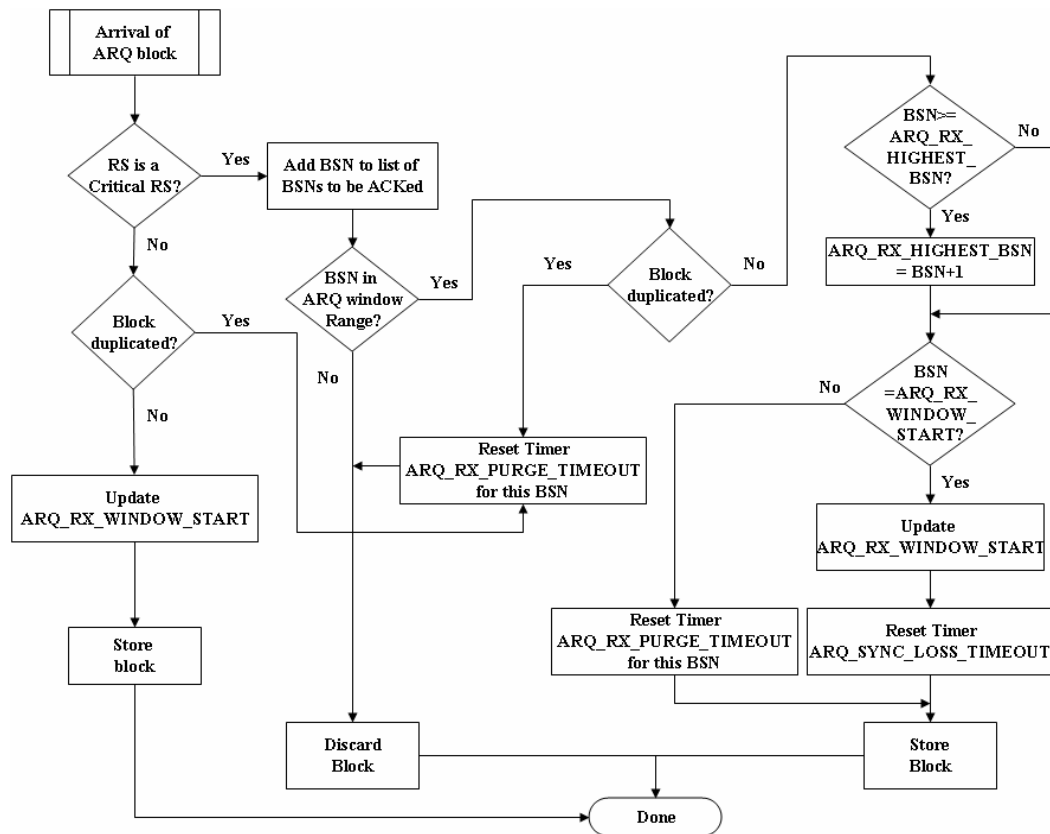 Arrival of
ARQ block
RS is a
Critical RS?
Yes
No
Add BSN to list of
BSNs to be ACKed
BSN in
ARQ window
Range?
Yes
No
Block
duplicated?
Yes
No
Block
duplicated?
Yes
No
BSN>=
ARQ_RX_
HIGHEST_
BSN?
No
Yes
ARQ_RX_HIGHEST_BSN
= BSN+1
BSN
=ARQ_RX_
WINDOW_
START?
No
Yes
Reset Timer
ARQ_RX_PURGE_TIMEOUT
for this BSN
Update
ARQ_RX_WINDOW_START
Update
ARQ_RX_WINDOW_START
Store
block
Reset Timer
ARQ_RX_PURGE_TIMEOUT
for this BSN
Reset Timer
ARQ_SYNC_LOSS_TIMEOUT
Discard
Block
Store
Block
Done